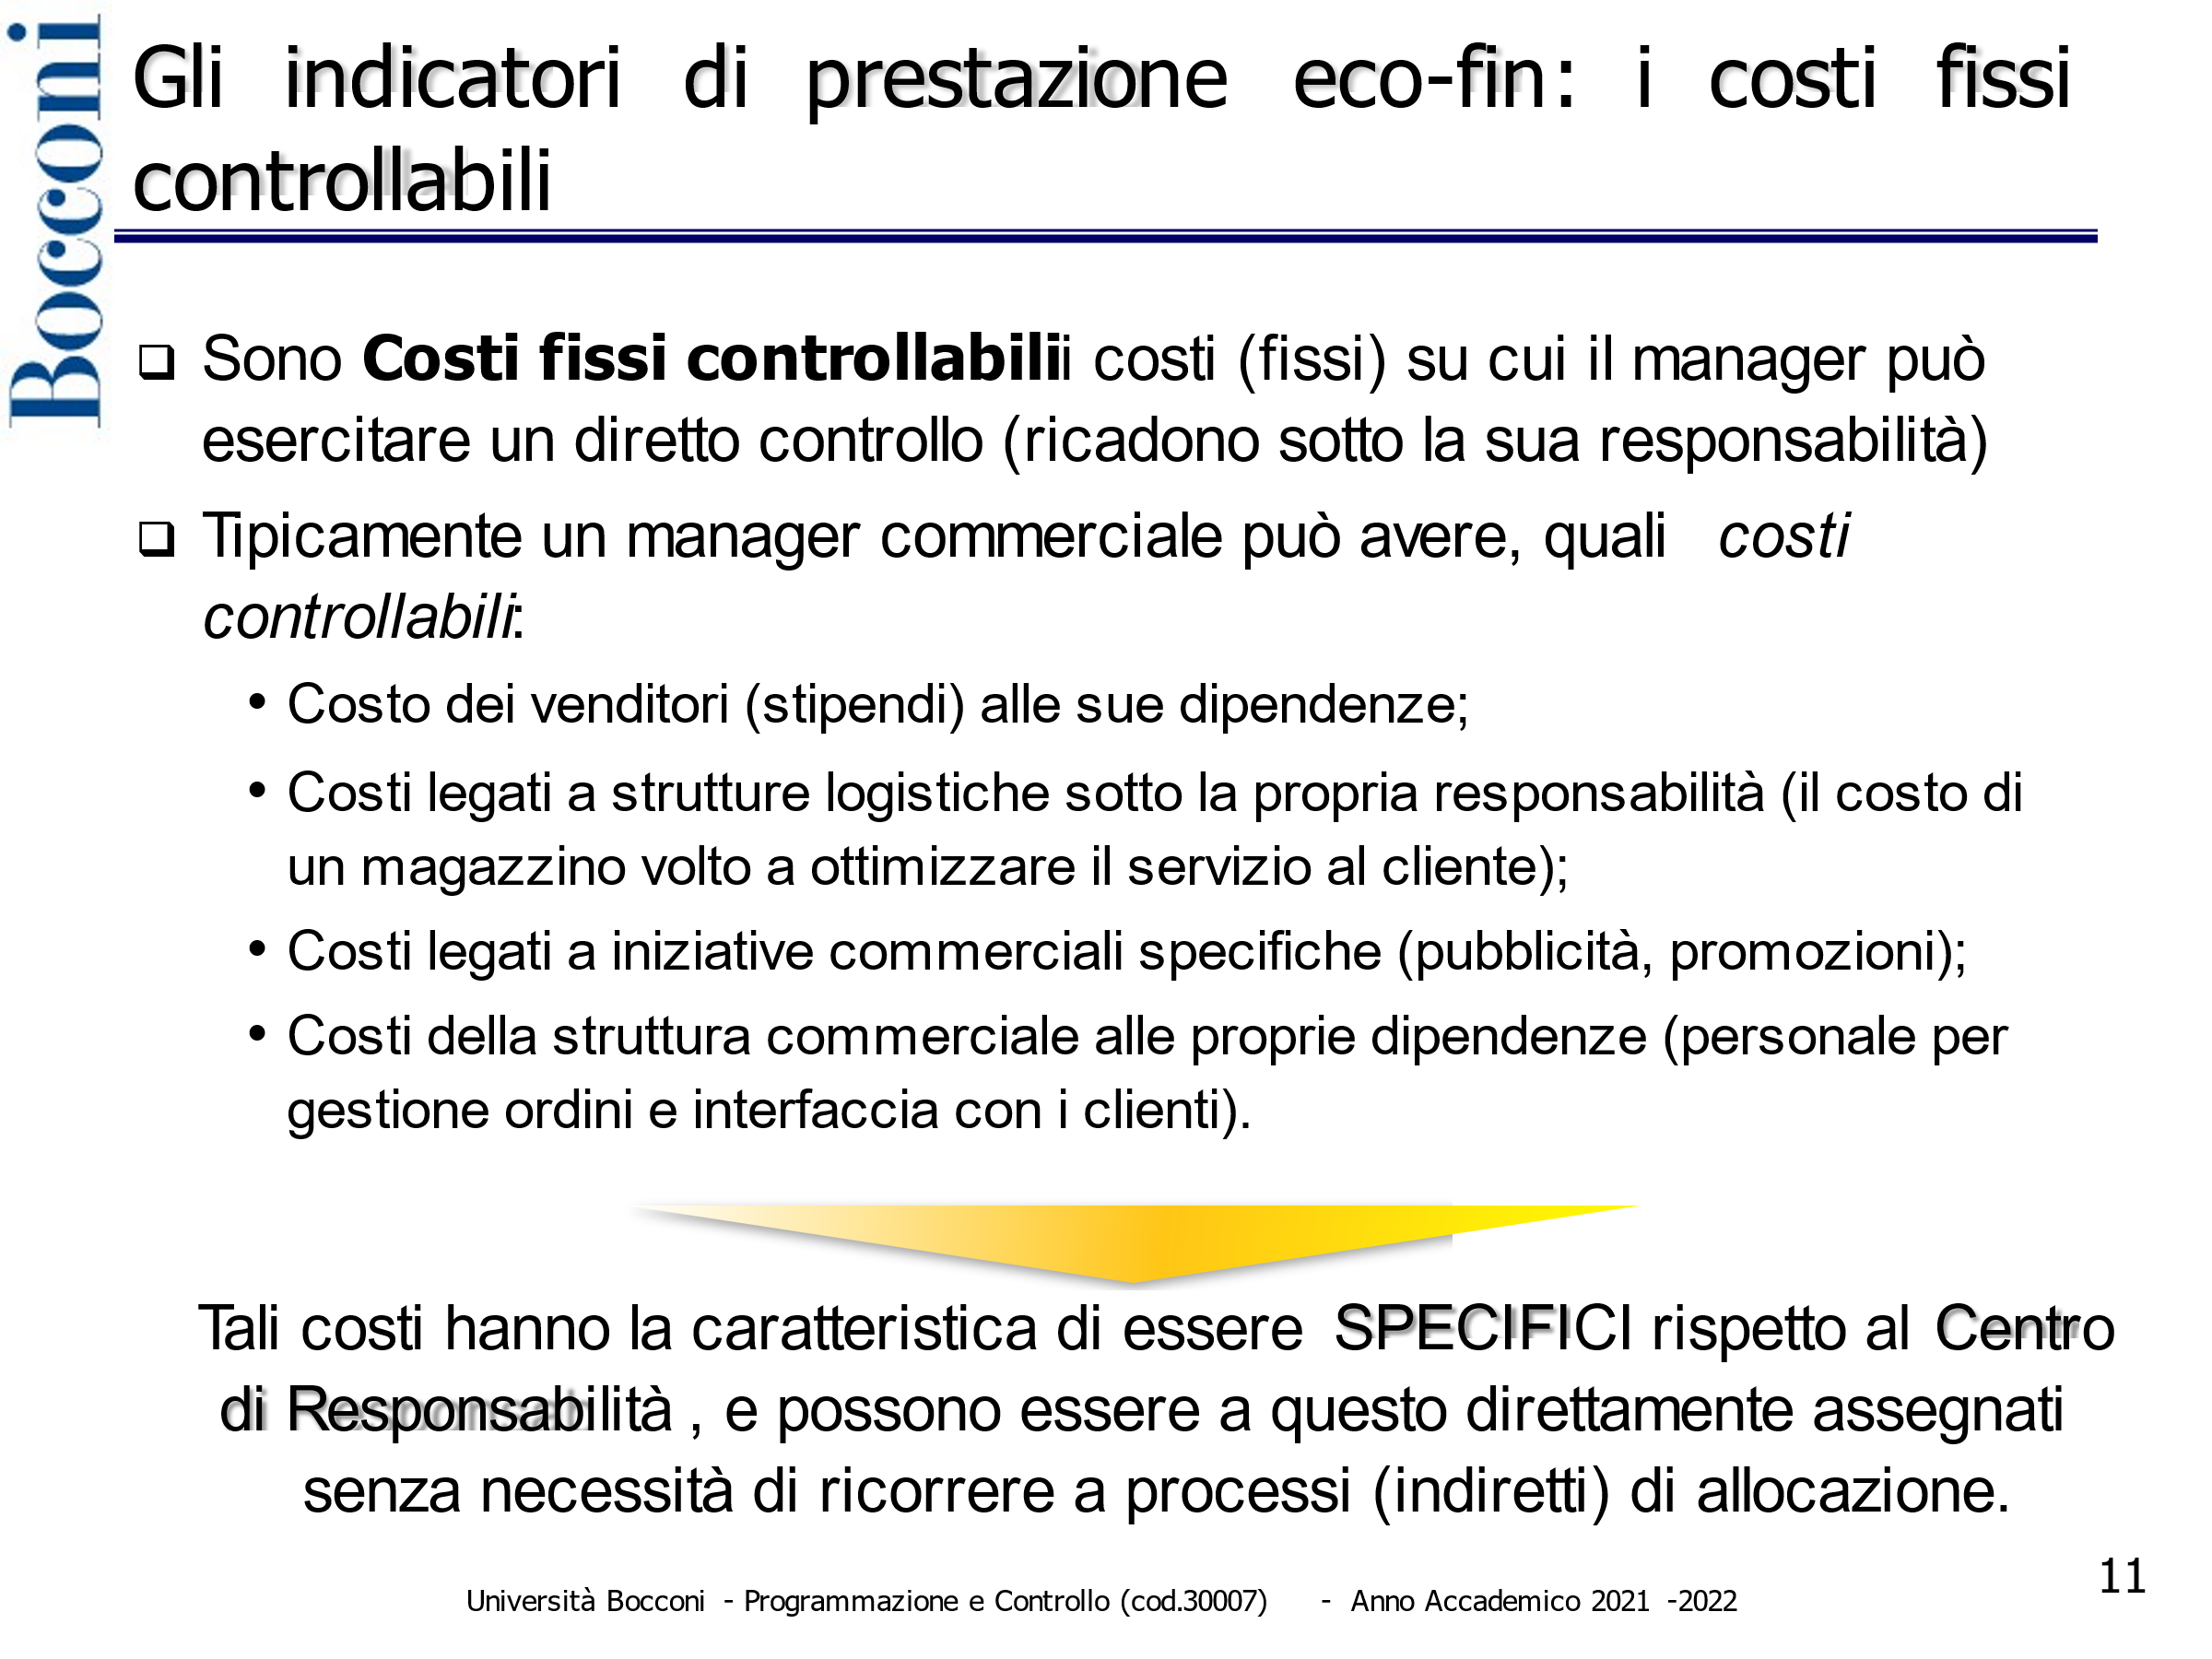 Bocconi
Gli indicatori di prestazione eco-fin: i costi fissi
controllabili
❑ Sono Costi fissi controllabilii costi (fissi) su cui il manager può
esercitare un diretto controllo (ricadono sotto la sua responsabilità)
❑ Tipicamente un manager commerciale può avere, quali costi
controllabili:
• Costo dei venditori (stipendi) alle sue dipendenze;
• Costi legati a strutture logistiche sotto la propria responsabilità (il costo di
un magazzino volto a ottimizzare il servizio al cliente);
• Costi legati a iniziative commerciali specifiche (pubblicità, promozioni);
• Costi della struttura commerciale alle proprie dipendenze (personale per
gestione ordini e interfaccia con i clienti).
Tali costi hanno la caratteristica di essere SPECIFICI rispetto al Centro
di Responsabilità , e possono essere a questo direttamente assegnati
senza necessità di ricorrere a processi (indiretti) di allocazione.
11
Università Bocconi - Programmazione e Controllo (cod.30007) - Anno Accademico 2021 -2022